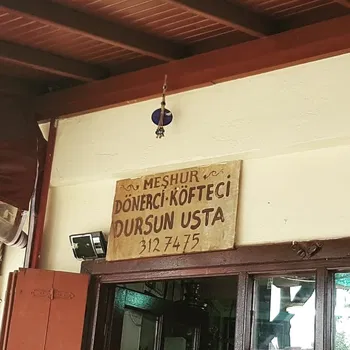 MEŞHUR
DÖNERCİ·KÖFTECİ
DURSUN USTA
3127475